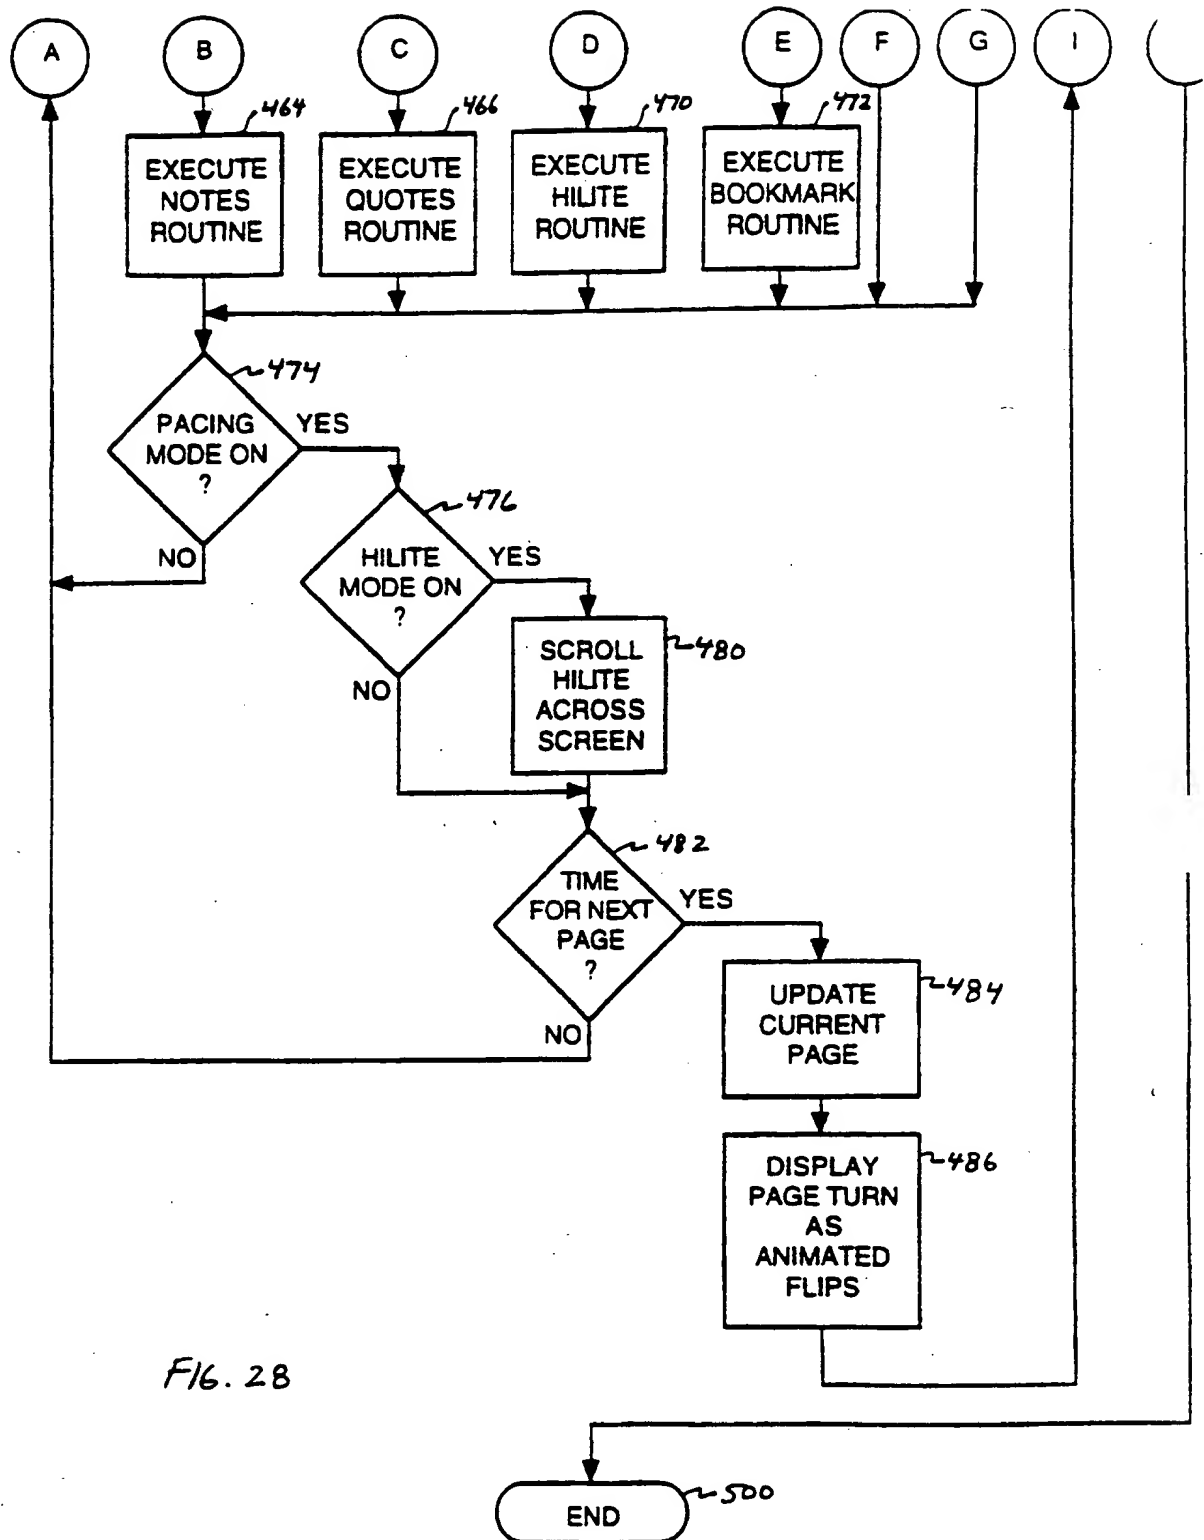 A
B
C
D
E
F
G
I
464
466
470
472
EXECUTE
NOTES
ROUTINE
EXECUTE
QUOTES
ROUTINE
EXECUTE
HILITE
ROUTINE
EXECUTE
BOOKMARK
ROUTINE
474
PACING
MODE ON
?
YES
NO
476
HILITE
MODE ON
?
YES
NO
480
SCROLL
HILITE
ACROSS
SCREEN
482
TIME
FOR NEXT
PAGE
?
YES
NO
484
UPDATE
CURRENT
PAGE
486
DISPLAY
PAGE TURN
AS
ANIMATED
FLIPS
FIG. 28
END
500